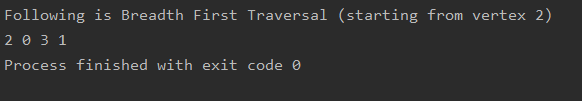 Following is Breadth First Traversal (starting from vertex 2)
2 0 3 1
Process finished with exit code 0